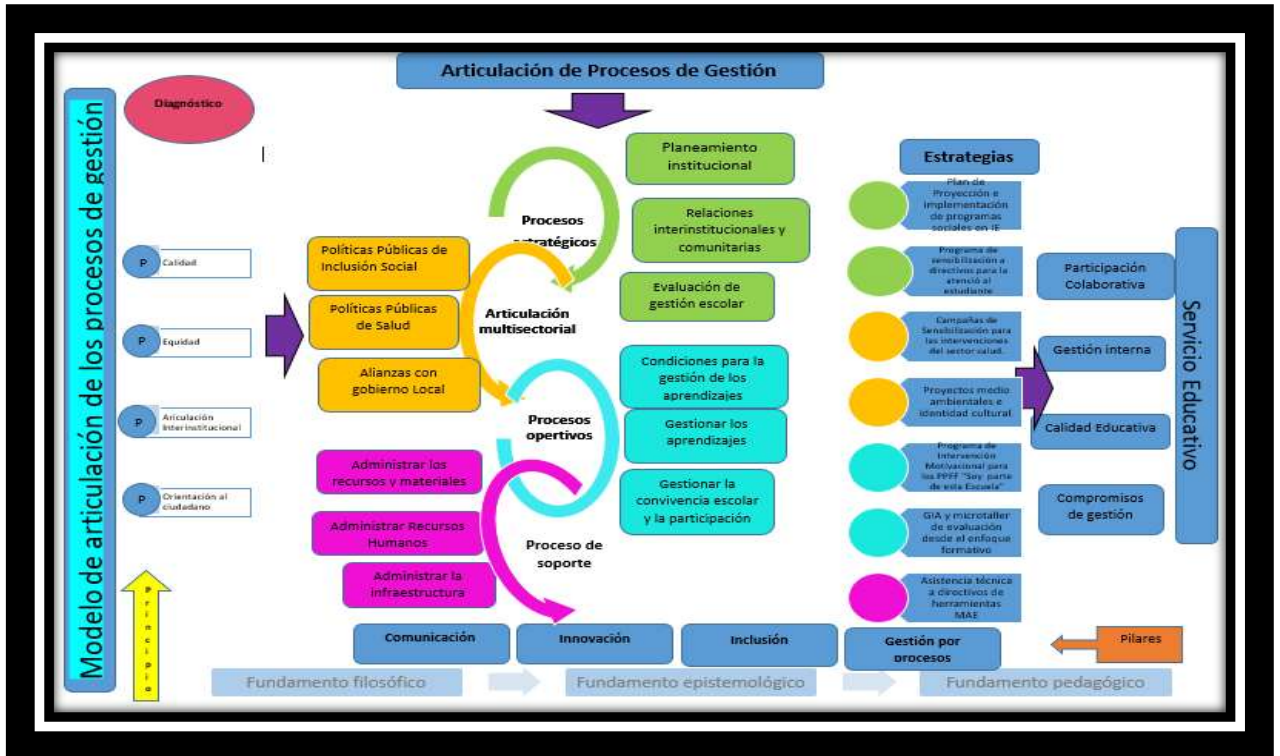 Articulación de Procesos de Gestión
Modelo de articulación de los procesos de gestión
Diagnóstico
P
Calidad
P
Equidad
P
Ariculación
Interinstitucional
P
Orientación al
ciudadano
Principio
Políticas Públicas de
Inclusión Social
Políticas Públicas
de Salud
Alianzas con
gobierno Local
Administrar los
recursos y materiales
Administrar Recursos
Humanos
Administrar la
infraestructura
Procesos
estratégicos
Articulación
multisectorial
Procesos
opertivos
Proceso de
soporte
Planeamiento
institucional
Relaciones
interinstitucionales y
comunitarias
Evaluación de
gestión escolar
Condiciones para la
gestión de los
aprendizajes
Gestionar los
aprendizajes
Gestionar la
convivencia escolar
y la participación
Estrategias
Plan de
Proyección e
implementación
de programas
sociales en IE
Programa de
sensibilización a
directivos para la
atenció al
estudiante
Campañas de
Sensibilización para
las intervenciones
del sector salud.
Proyectos medio
ambientales e
identidad cultural
Programa de
Intervención
Motivacional para
los PPFF "Soy parte
de esta Escuela"
GIA y microtaller
de evaluación
desde el enfoque
formativo
Asistencia técnica
a directivos de
herramientas
MAE
Participación
Colaborativa
Gestión interna
Calidad Educativa
Compromisos
de gestión
Servicio Educativo
Comunicación
Innovación
Inclusión
Gestión por
procesos
Pilares
Fundamento filosófico
Fundamento epistemológico
Fundamento pedagógico